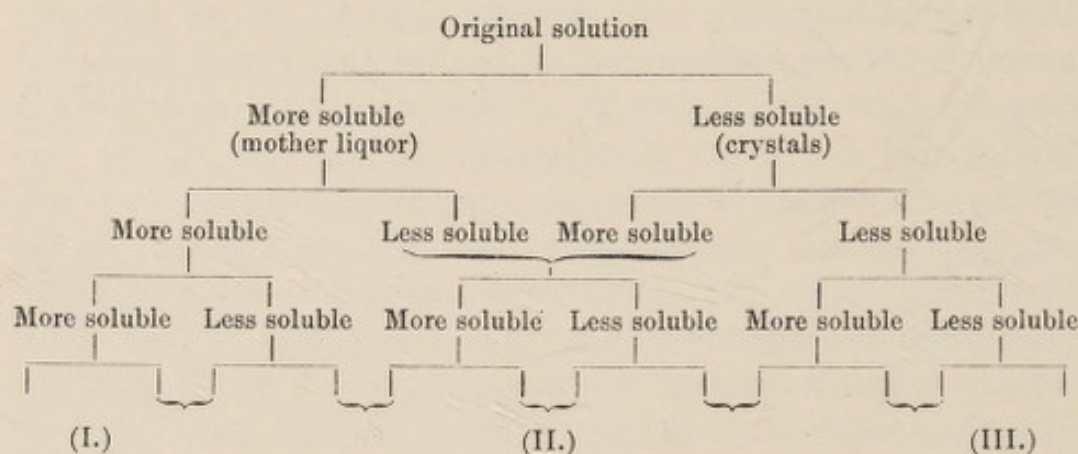 Original solution
More soluble Less soluble
(mother liquor) (crystals)
More soluble Less soluble More soluble Less soluble
More soluble Less soluble More soluble Less soluble More soluble Less soluble
(I.) (II.) (III.)